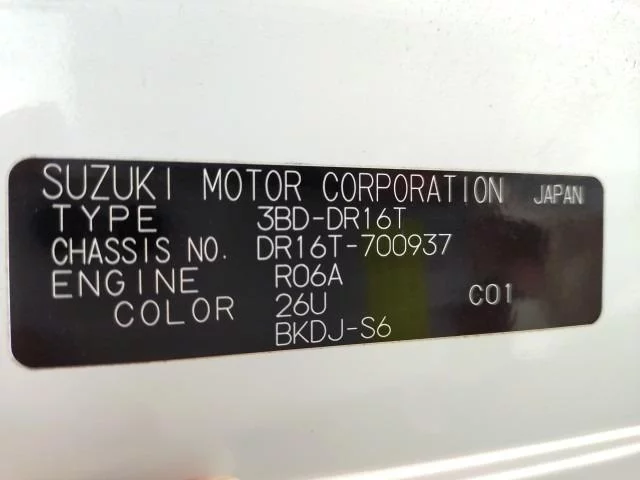 SUZUKI MOTOR CORPORATION JAPAN
TYPE 3BD-DR16T
CHASSIS NO. DR16T-700937
ENGINE R06A
COLOR 26U C01
BKDJ-S6